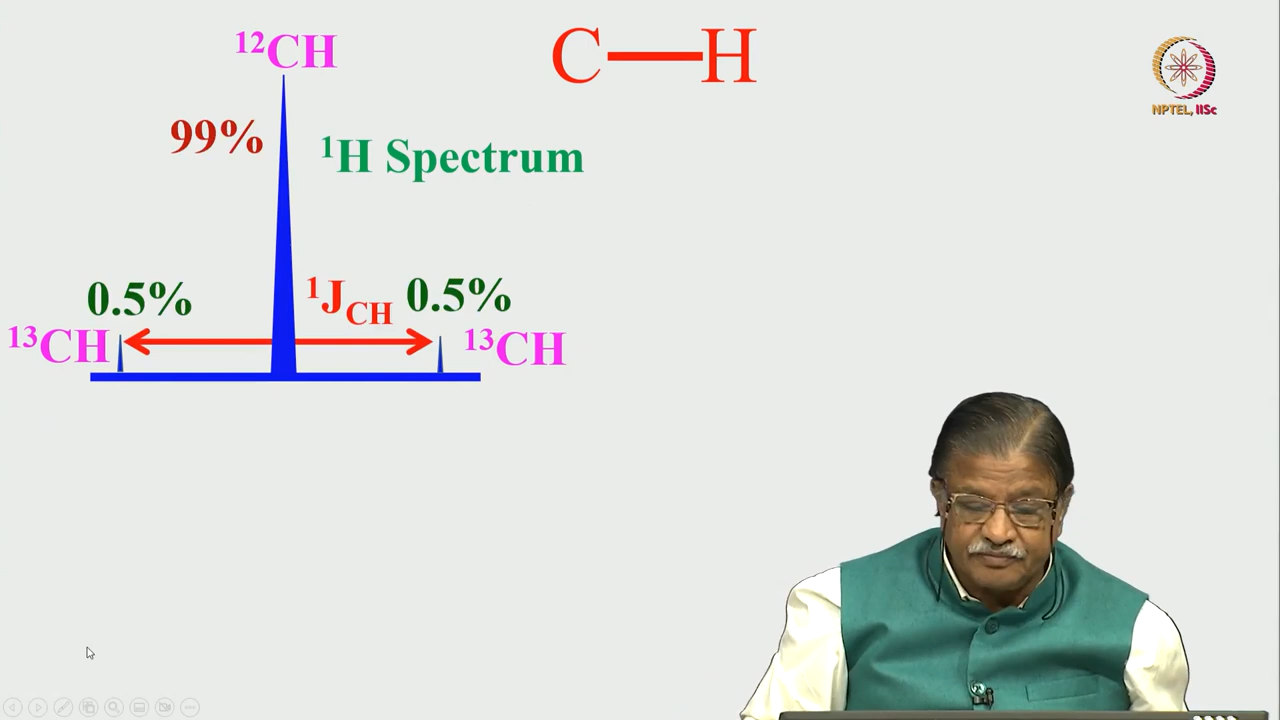 ¹²CH
C—H
99%
¹H Spectrum
0.5%
¹J_CH
0.5%
¹³CH
¹³CH
NPTEL, IISc